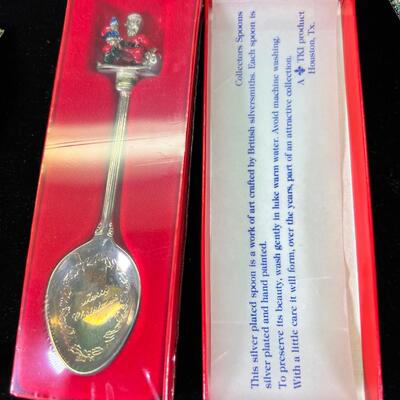 Collectors Spoons
This silver plated spoon is a work of art crafted by British silversmiths. Each spoon is
silver plated and hand painted.
To preserve its beauty, wash gently in luke warm water. Avoid machine washing.
With a little care it will form, over the years, part of an attractive collection.
A TKI product
Houston, Tx.
Merry
Christmas